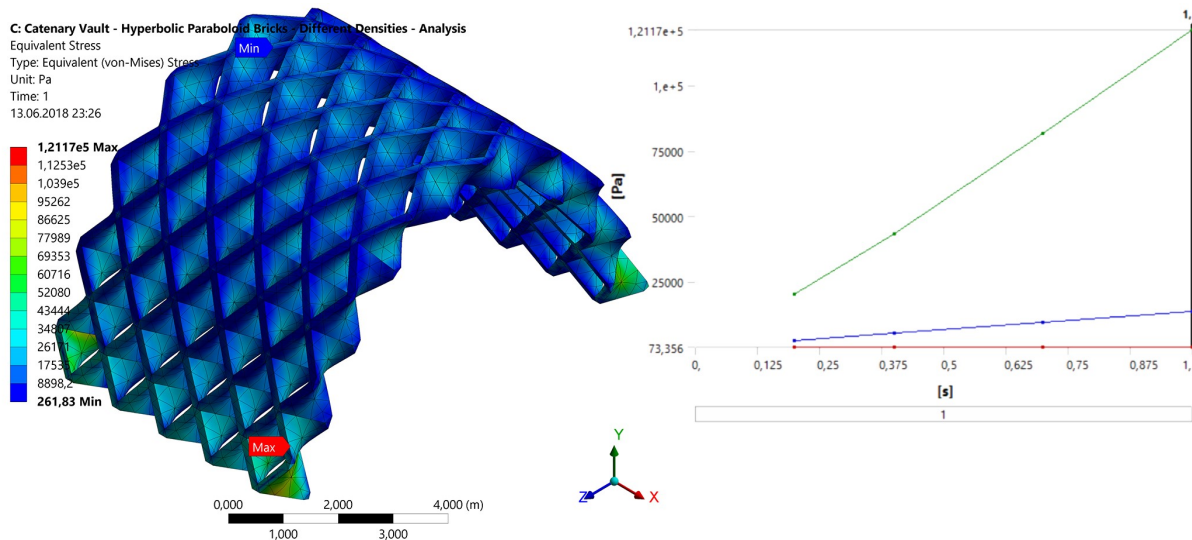 C: Catenary Vault - Hyperbolic Paraboloid Bricks - Different Densities - Analysis
Equivalent Stress
Type: Equivalent (von-Mises) Stress
Unit: Pa
Time: 1
13.06.2018 23:26
1,2117e5 Max
1,1253e5
1,039e5
95262
86625
77989
69353
60716
52080
43444
34807
26171
8898,2
261,83 Min
Min
Max
0,000 2,000 4,000 (m)
1,000 3,000
Y
Z X
1,
1,2117e+5
1,e+5
75000
50000
25000
73,356
[Pa]
0, 0,125 0,25 0,375 0,5 0,625 0,75 0,875 1,
[s]
1